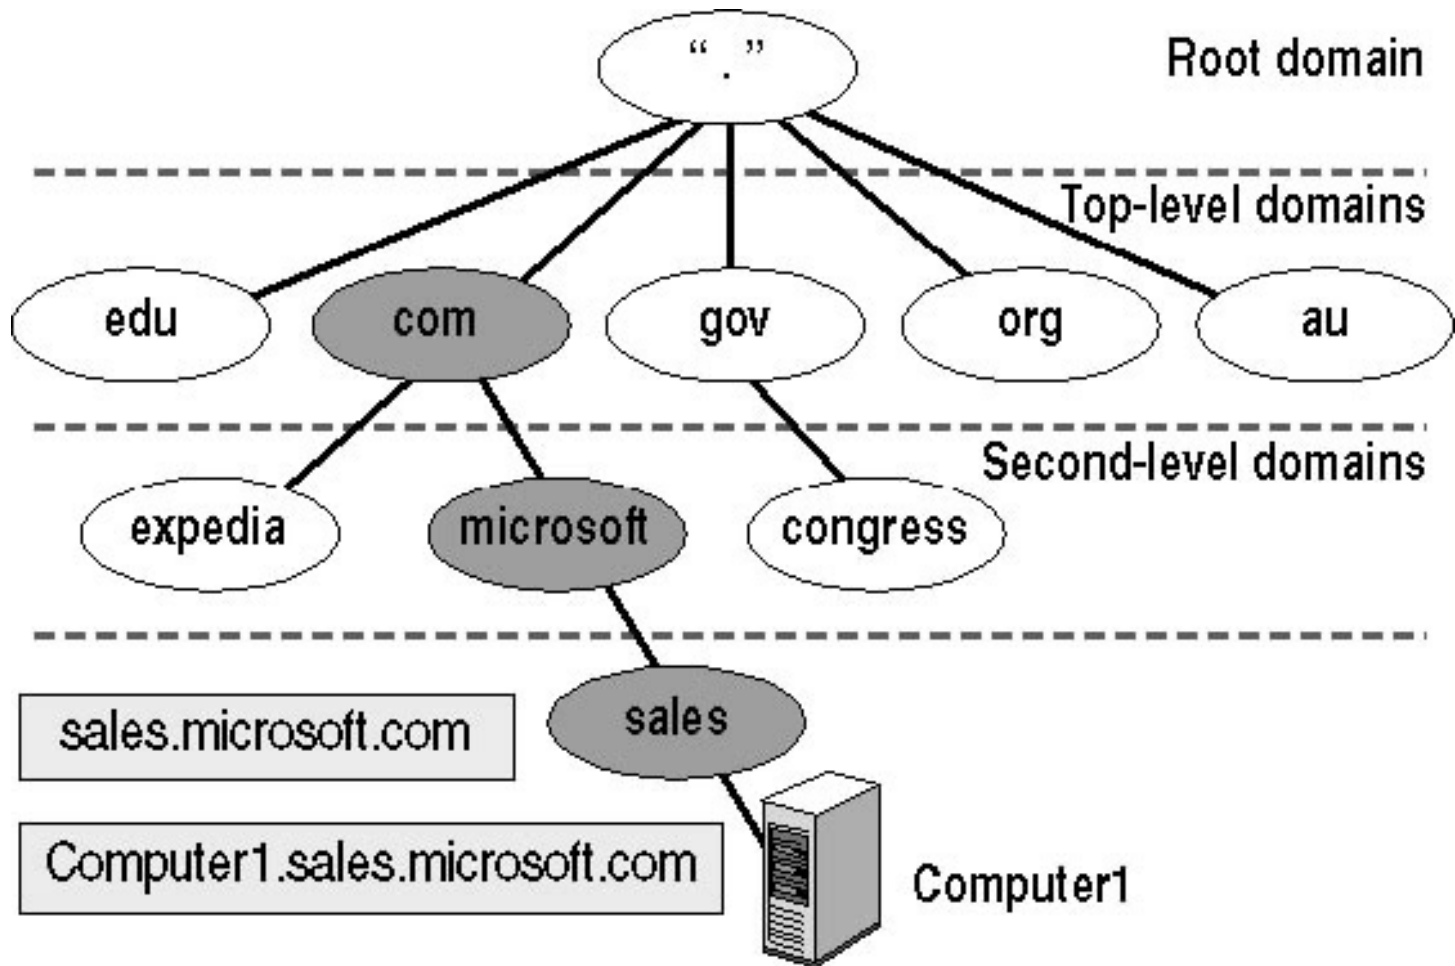 “.”
Root domain
Top-level domains
edu
com
gov
org
au
Second-level domains
expedia
microsoft
congress
sales
sales.microsoft.com
Computer1.sales.microsoft.com
Computer1